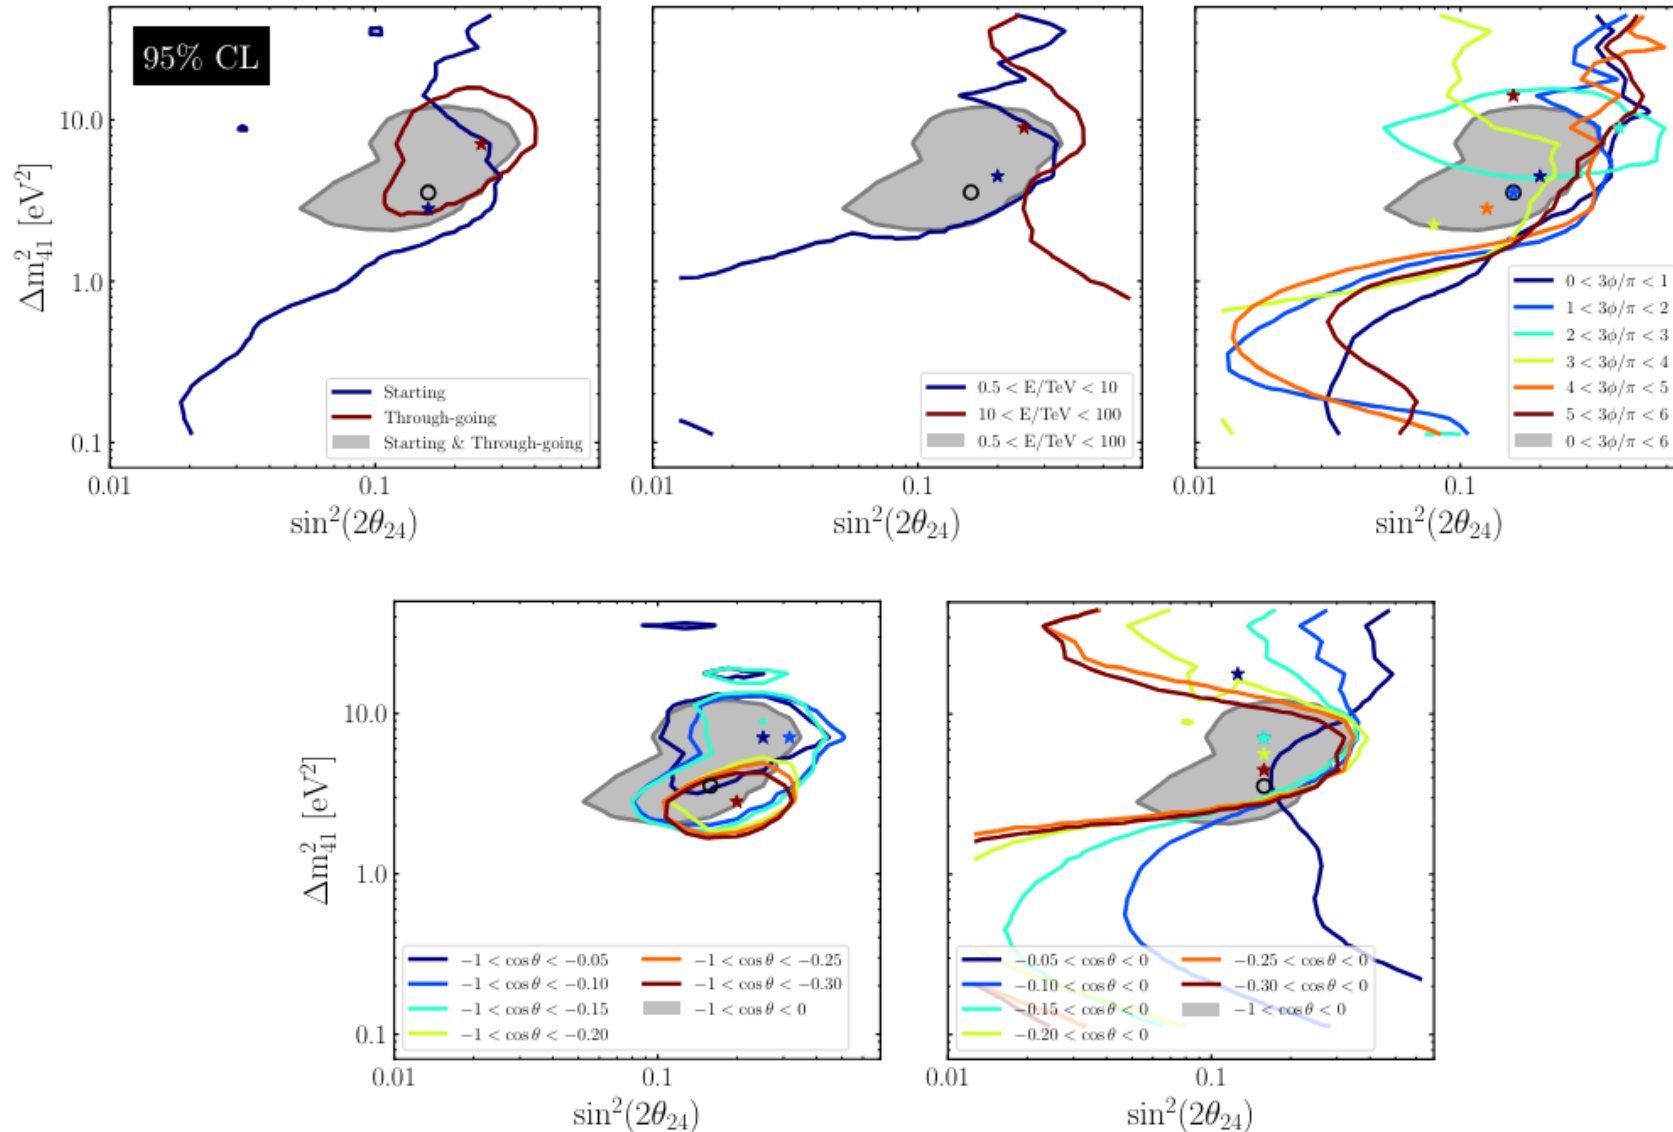 95% CL
Δm²₄₁ [eV²]
10.0
1.0
0.1
Starting
Through-going
Starting & Through-going
0.01
0.1
sin²(2θ₂₄)
0.5 < E/TeV < 10
10 < E/TeV < 100
0.5 < E/TeV < 100
0.01
0.1
sin²(2θ₂₄)
0 < 3ϕ/π < 1
1 < 3ϕ/π < 2
2 < 3ϕ/π < 3
3 < 3ϕ/π < 4
4 < 3ϕ/π < 5
5 < 3ϕ/π < 6
0 < 3ϕ/π < 6
0.01
0.1
sin²(2θ₂₄)
Δm²₄₁ [eV²]
10.0
1.0
0.1
−1 < cos θ < −0.05
−1 < cos θ < −0.10
−1 < cos θ < −0.15
−1 < cos θ < −0.20
−1 < cos θ < −0.25
−1 < cos θ < −0.30
−1 < cos θ < 0
0.01
0.1
sin²(2θ₂₄)
−0.05 < cos θ < 0
−0.10 < cos θ < 0
−0.15 < cos θ < 0
−0.20 < cos θ < 0
−0.25 < cos θ < 0
−0.30 < cos θ < 0
−1 < cos θ < 0
0.01
0.1
sin²(2θ₂₄)